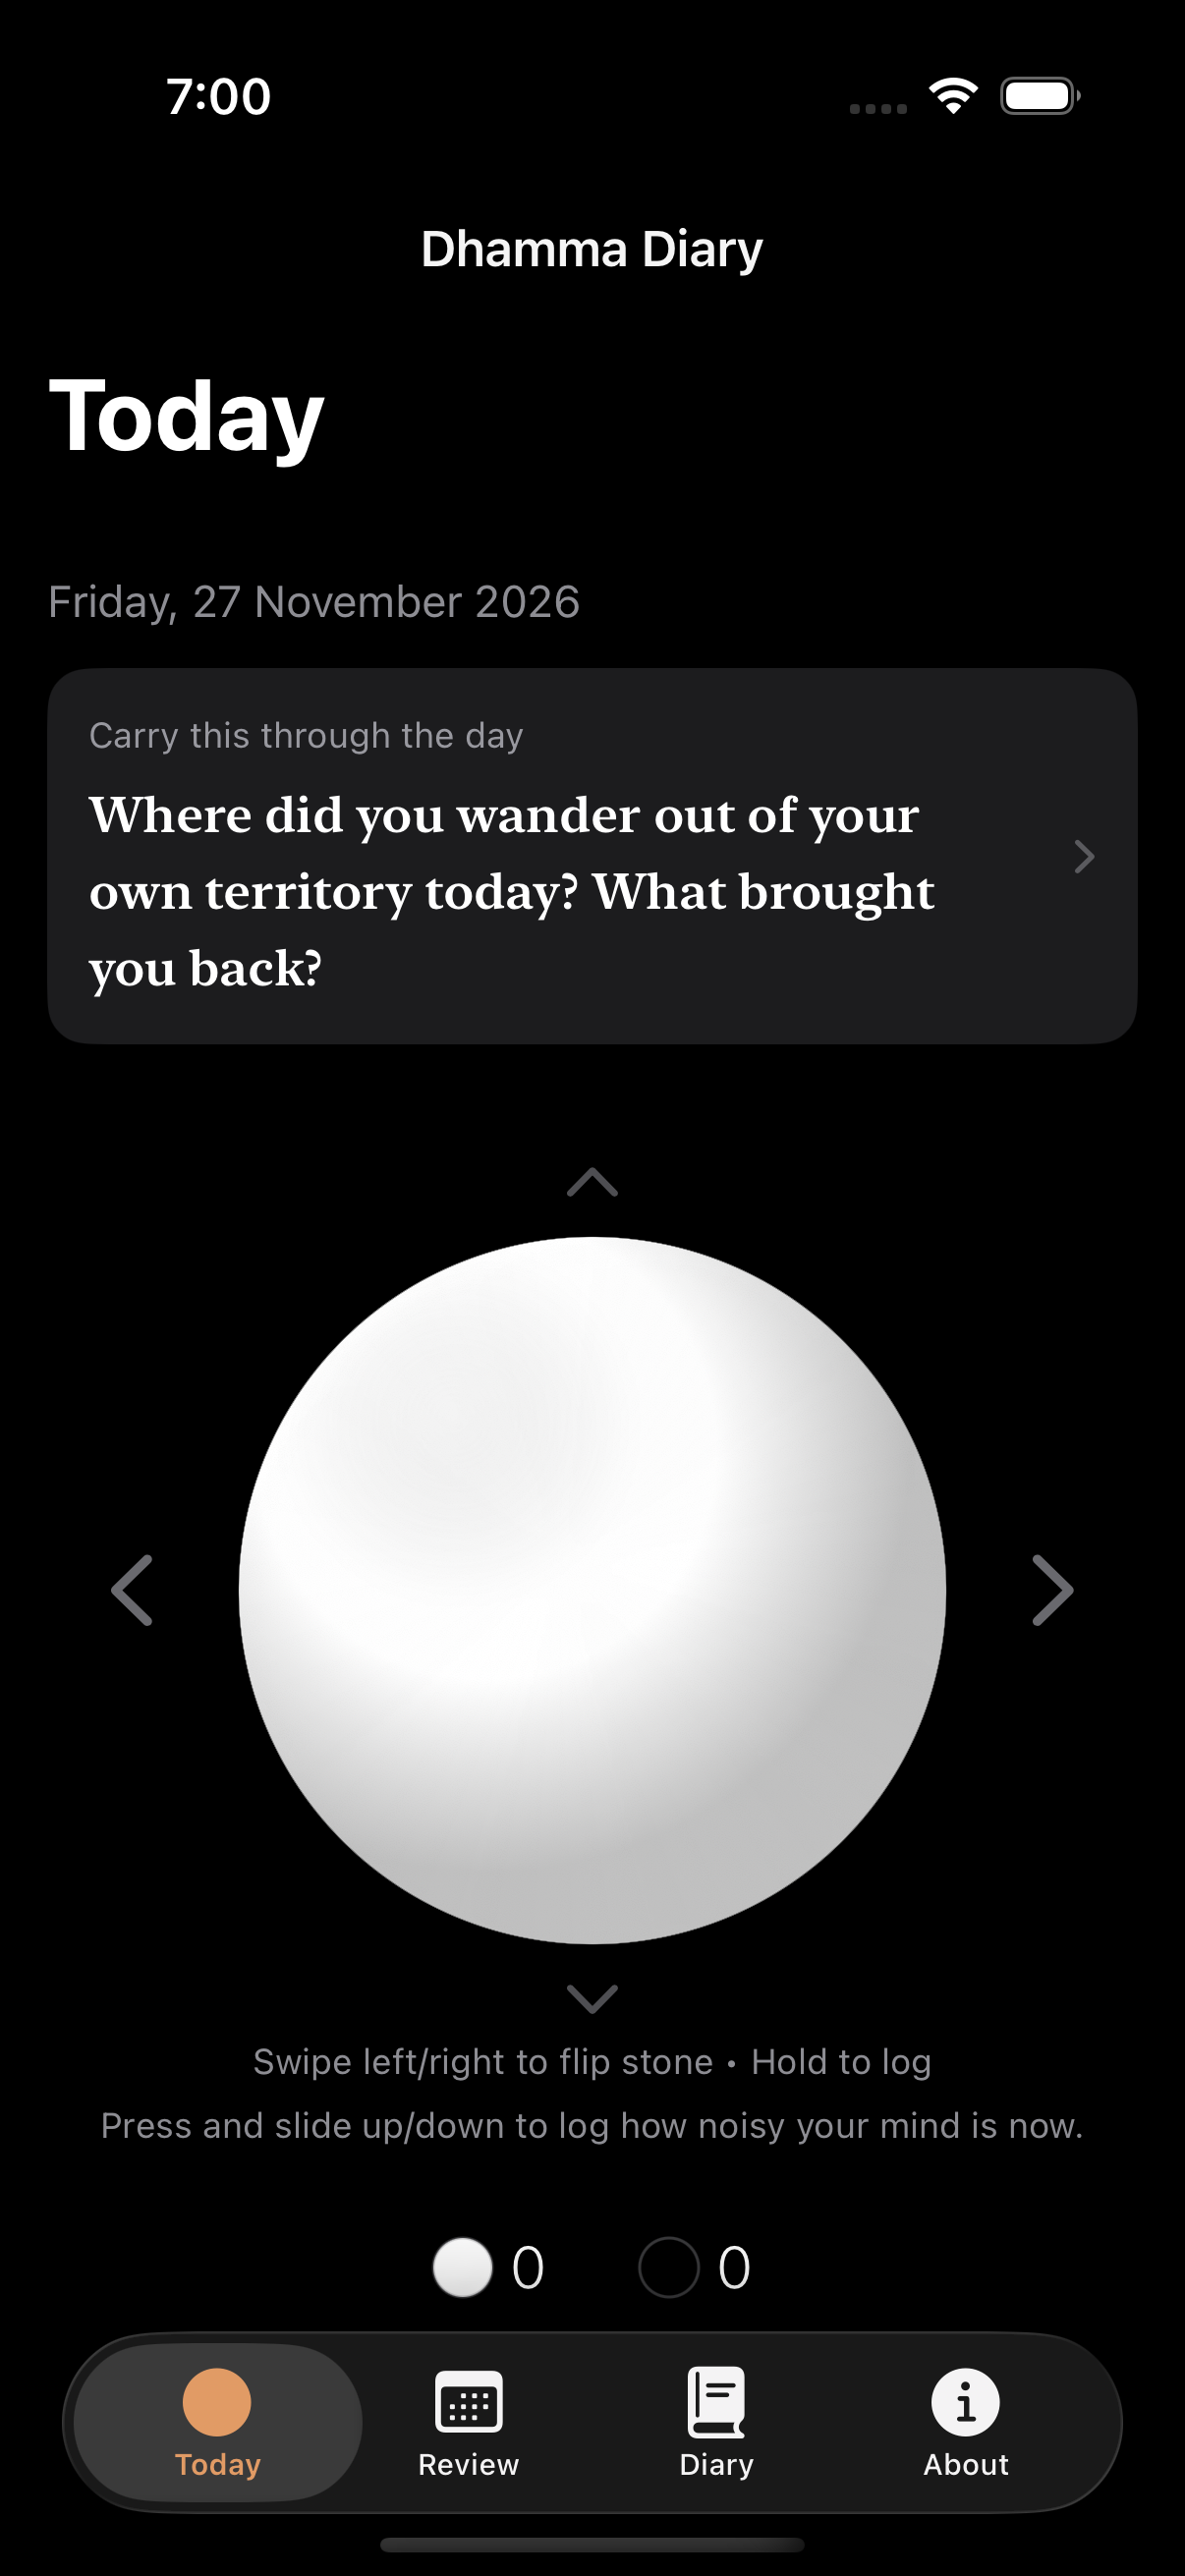 7:00
Dhamma Diary
Today
Friday, 27 November 2026
Carry this through the day
Where did you wander out of your
own territory today? What brought
you back?
Swipe left/right to flip stone • Hold to log
Press and slide up/down to log how noisy your mind is now.
0 0
Today Review Diary About